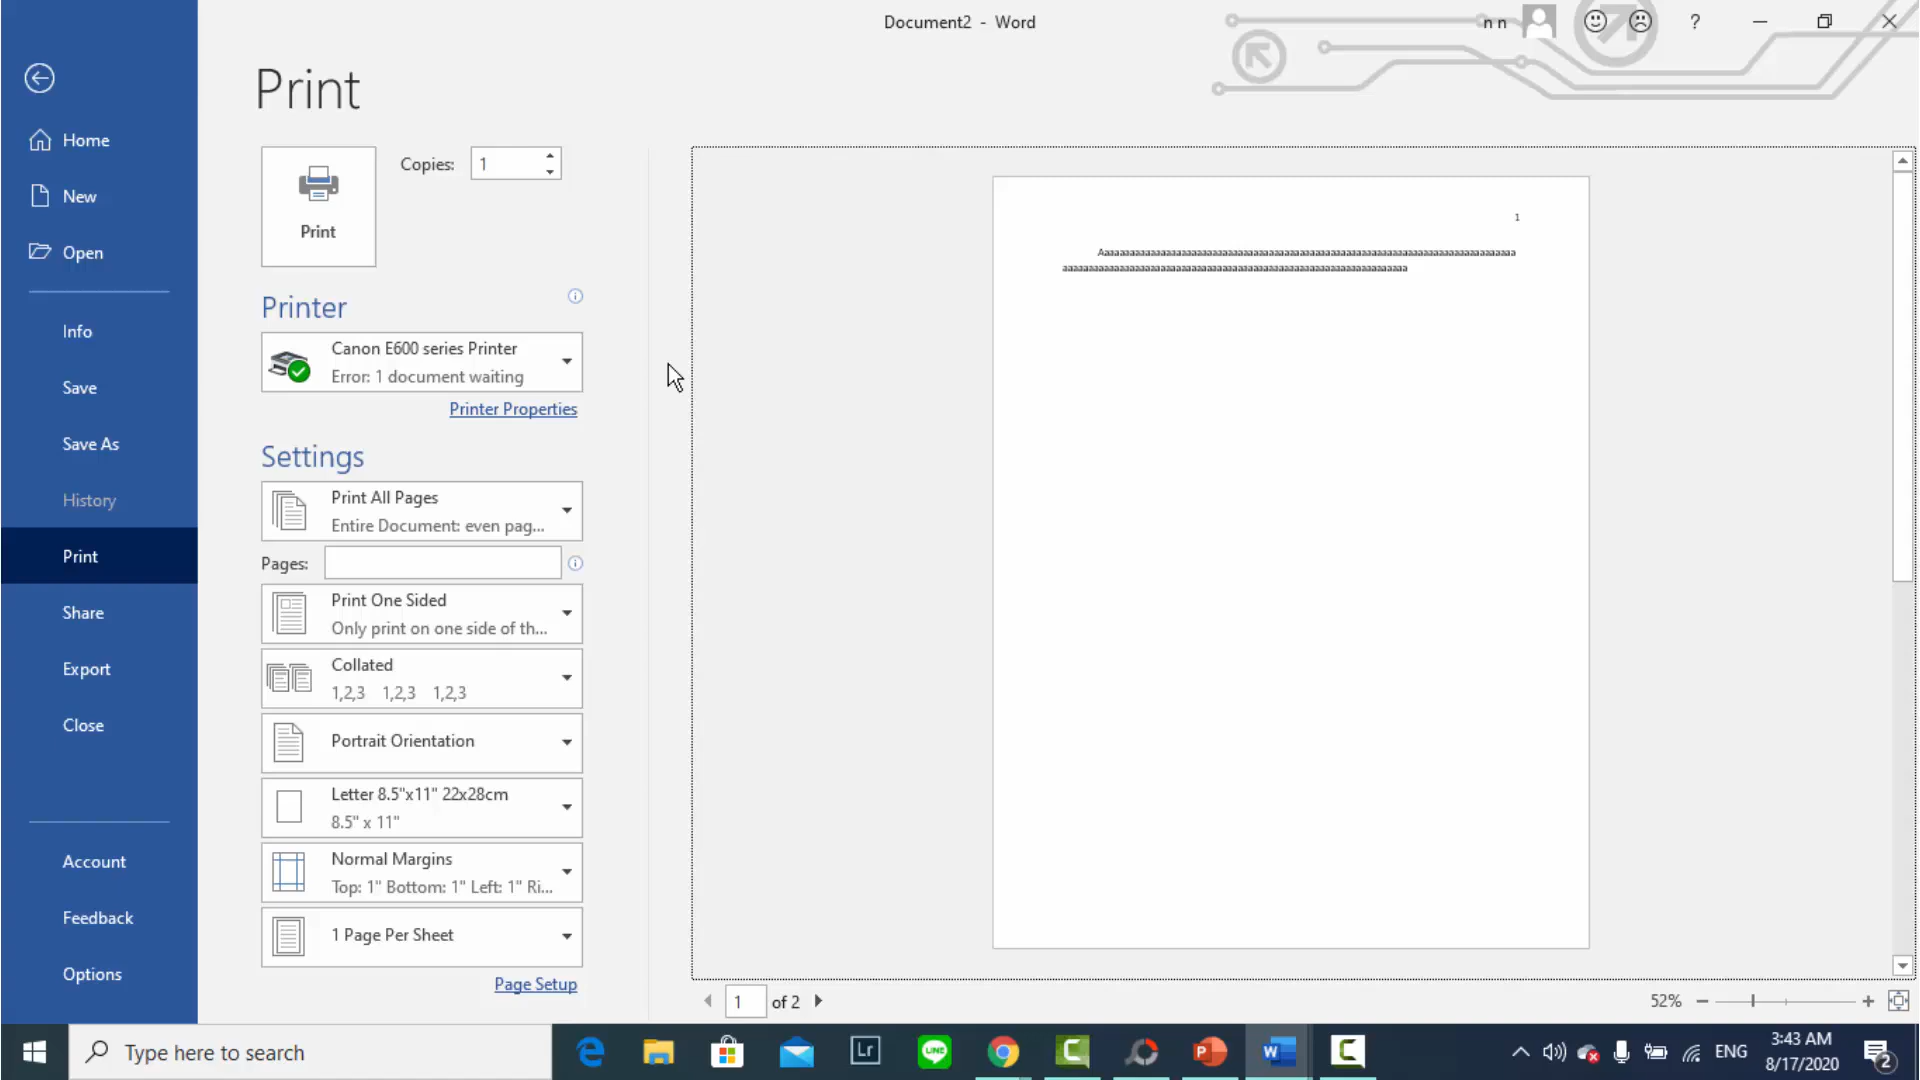 Document2 - Word
n n
?
Print
Home
New
Open
Info
Save
Save As
History
Print
Share
Export
Close
Account
Feedback
Options
Print
Copies: 1
Printer
Canon E600 series Printer
Error: 1 document waiting
Printer Properties
Settings
Print All Pages
Entire Document: even pag...
Pages:
Print One Sided
Only print on one side of th...
Collated
1,2,3 1,2,3 1,2,3
Portrait Orientation
Letter 8.5"x11" 22x28cm
8.5" x 11"
Normal Margins
Top: 1" Bottom: 1" Left: 1" Ri...
1 Page Per Sheet
Page Setup
1
1 of 2
52%
Type here to search
Lr
LINE
ENG
3:43 AM
8/17/2020
2